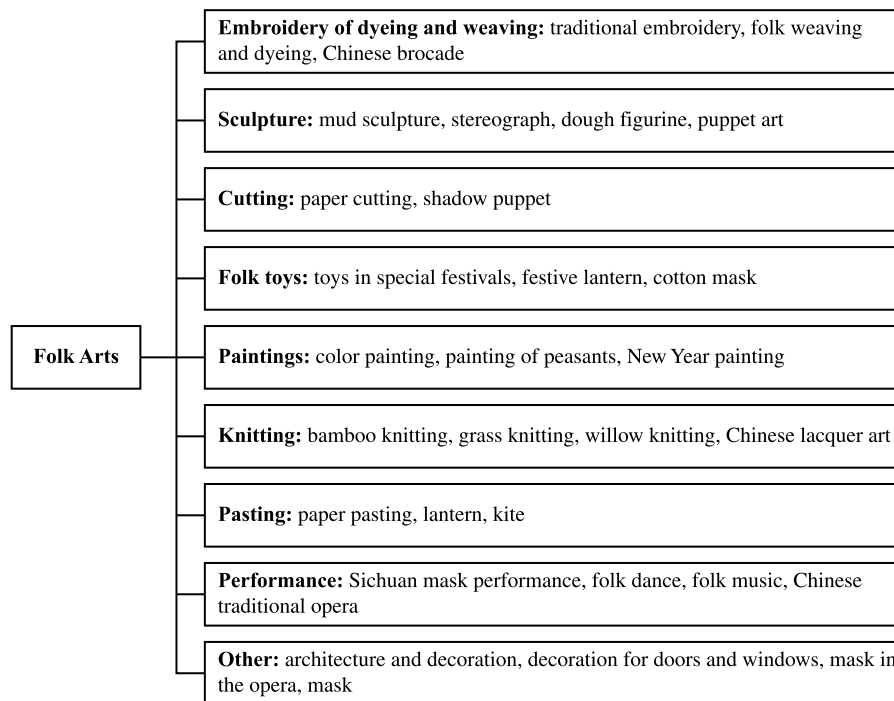 Embroidery of dyeing and weaving: traditional embroidery, folk weaving
and dyeing, Chinese brocade
Sculpture: mud sculpture, stereograph, dough figurine, puppet art
Cutting: paper cutting, shadow puppet
Folk toys: toys in special festivals, festive lantern, cotton mask
Folk Arts
Paintings: color painting, painting of peasants, New Year painting
Knitting: bamboo knitting, grass knitting, willow knitting, Chinese lacquer art
Pasting: paper pasting, lantern, kite
Performance: Sichuan mask performance, folk dance, folk music, Chinese
traditional opera
Other: architecture and decoration, decoration for doors and windows, mask in
the opera, mask